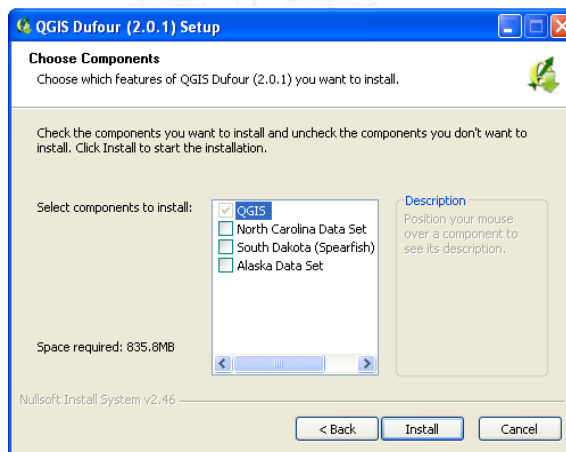 QGIS Dufour (2.0.1) Setup
Choose Components
Choose which features of QGIS Dufour (2.0.1) you want to install.
Check the components you want to install and uncheck the components you don't want to
install. Click Install to start the installation.
Select components to install:
QGIS
North Carolina Data Set
South Dakota (Spearfish)
Alaska Data Set
Description
Position your mouse
over a component to
see its description.
Space required: 835.8MB
Nullsoft Install System v2.46
< Back
Install
Cancel